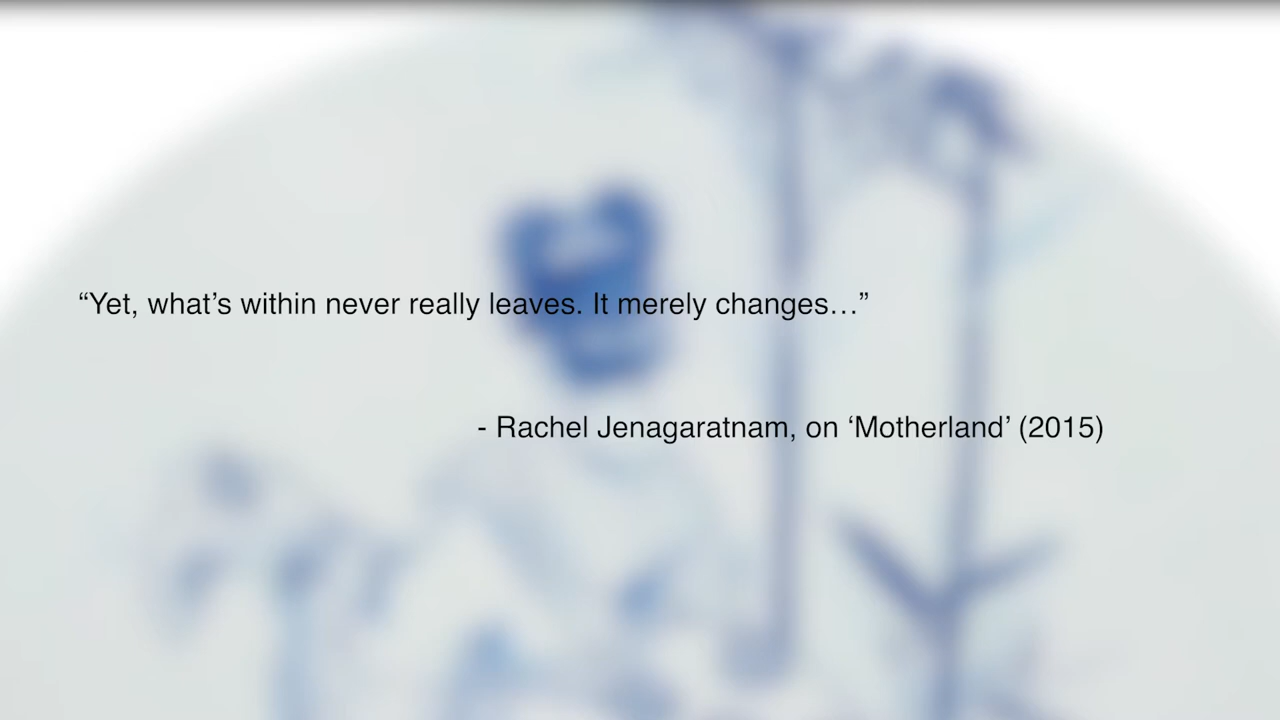 “Yet, what’s within never really leaves. It merely changes…”
- Rachel Jenagaratnam, on ‘Motherland’ (2015)